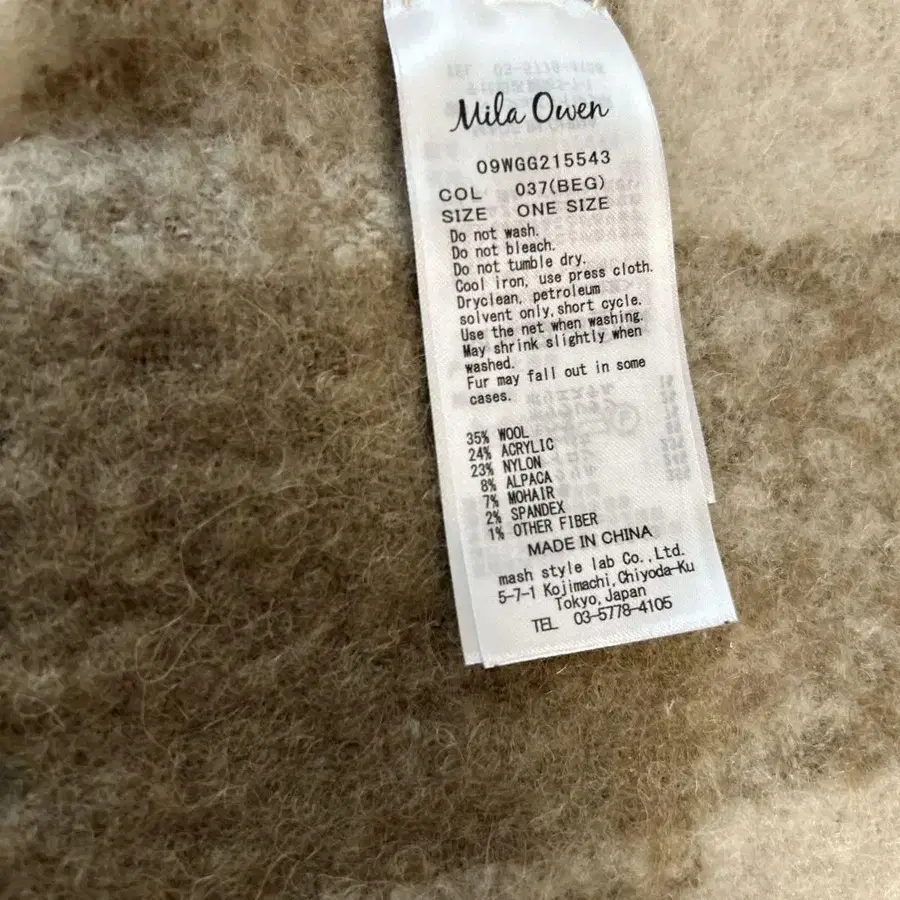 Mila Owen
09WGG215543
COL 037(BEG)
SIZE ONE SIZE
Do not wash.
Do not bleach.
Do not tumble dry.
Cool iron, use press cloth.
Dryclean, petroleum
solvent only, short cycle.
Use the net when washing.
May shrink slightly when
washed.
Fur may fall out in some
cases.
35% WOOL
24% ACRYLIC
23% NYLON
8% ALPACA
7% MOHAIR
2% SPANDEX
1% OTHER FIBER
MADE IN CHINA
mash style lab Co.,Ltd.
5-7-1 Kojimachi,Chiyoda-Ku
Tokyo,Japan
TEL 03-5778-4105